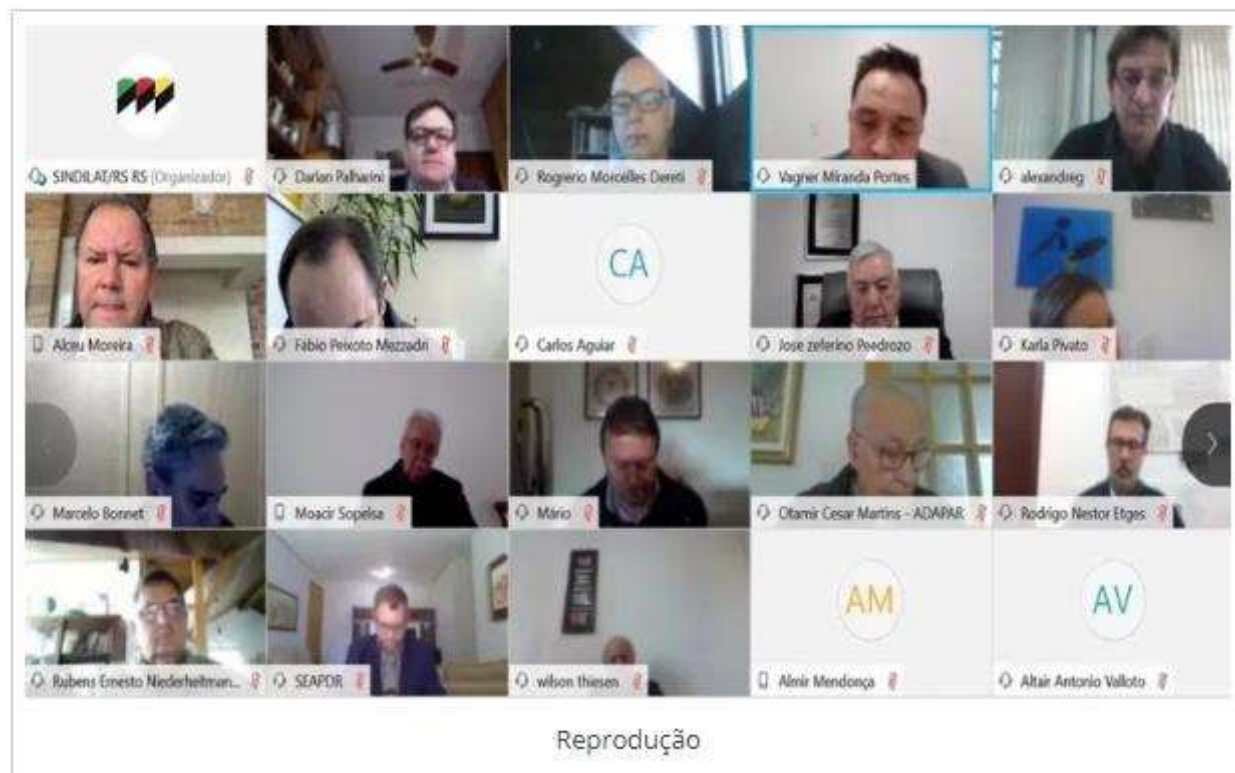 SINDILAT/RS RS (Organizador)
Darlan Palharini
Rogerio Morcelles Dereti
Vagner Miranda Portes
alexandreg
Alceu Moreira
Fábio Peixoto Mezzadri
CA
Carlos Aguiar
Jose zeferino Peedrozo
Karla Pivato
Marcelo Bonnet
Moacir Sopelsa
Mário
Otamir Cesar Martins - ADAPAR
Rodrigo Nestor Etges
Rubens Ernesto Niederheitman...
SEAPDR
wilson thiesen
AM
Almir Mendonça
AV
Altair Antonio Valloto
Reprodução